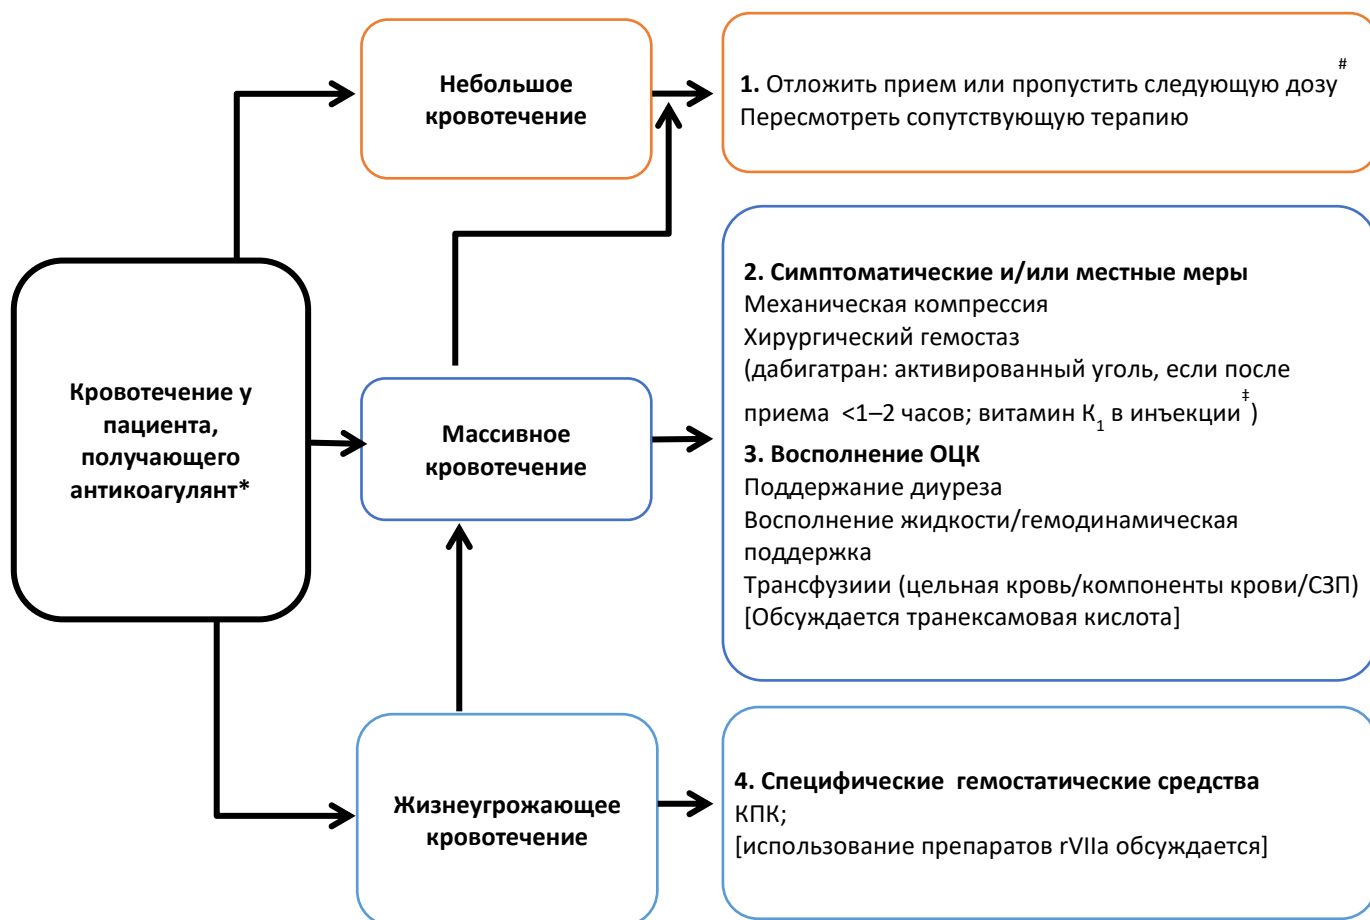 Небольшое
кровотечение
1. Отложить прием или пропустить следующую дозу#
Пересмотреть сопутствующую терапию
Кровотечение у
пациента,
получающего
антикоагулянт*
Массивное
кровотечение
2. Симптоматические и/или местные меры
Механическая компрессия
Хирургический гемостаз
(дабигатран: активированный уголь, если после
приема <1–2 часов; витамин К1 в инъекции‡)
3. Восполнение ОЦК
Поддержание диуреза
Восполнение жидкости/гемодинамическая
поддержка
Трансфузиии (цельная кровь/компоненты крови/СЗП)
[Обсуждается транексамовая кислота]
Жизнеугрожающее
кровотечение
4. Специфические гемостатические средства
КПК;
[использование препаратов rVIIa обсуждается]